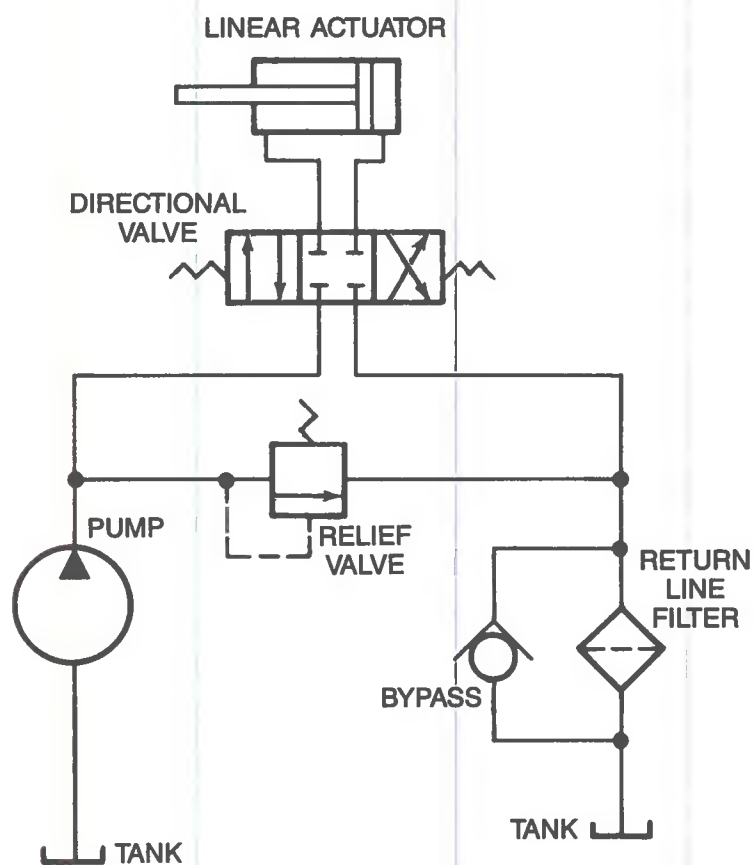 LINEAR ACTUATOR
DIRECTIONAL
VALVE
PUMP
RELIEF
VALVE
RETURN
LINE
FILTER
BYPASS
TANK
TANK